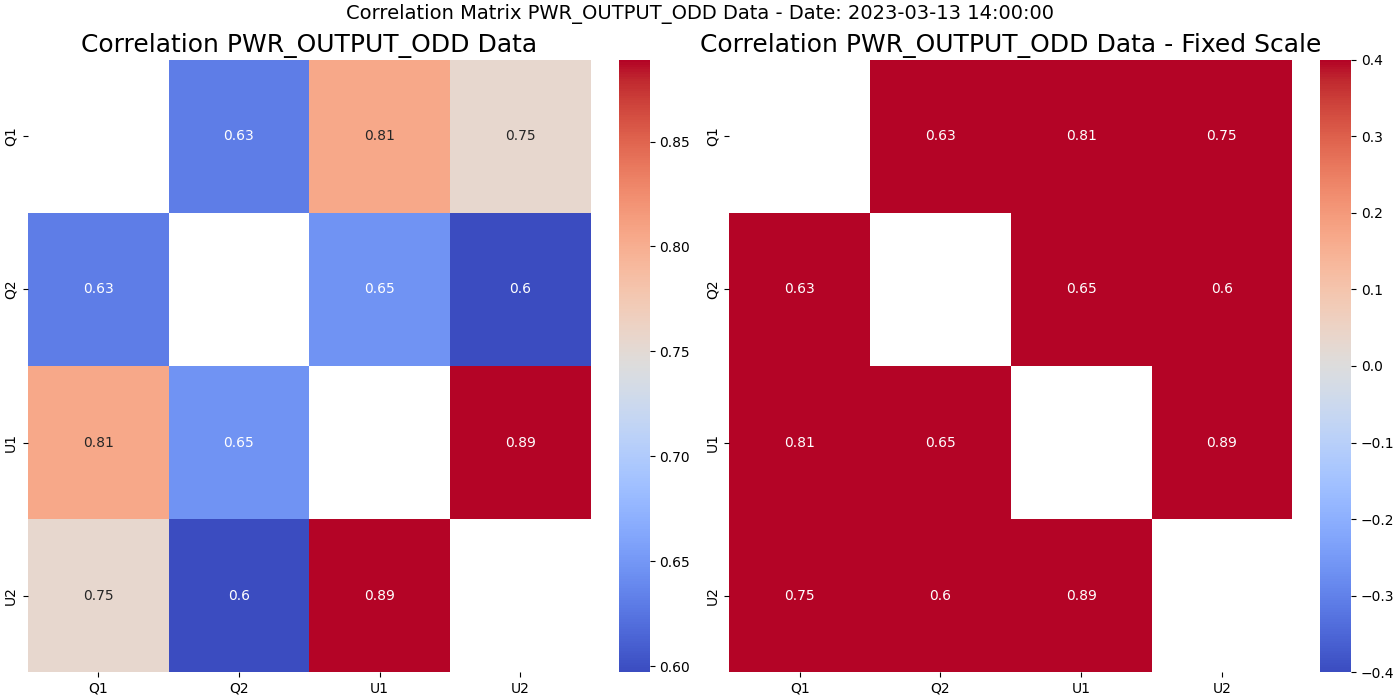 Correlation Matrix PWR_OUTPUT_ODD Data - Date: 2023-03-13 14:00:00
Correlation PWR_OUTPUT_ODD Data
Q1
0.63
0.81
0.75
Q2
0.63
0.65
0.6
U1
0.81
0.65
0.89
U2
0.75
0.6
0.89
Q1
Q2
U1
U2
0.85
0.80
0.75
0.70
0.65
0.60
Correlation PWR_OUTPUT_ODD Data - Fixed Scale
Q1
0.63
0.81
0.75
Q2
0.63
0.65
0.6
U1
0.81
0.65
0.89
U2
0.75
0.6
0.89
Q1
Q2
U1
U2
0.4
0.3
0.2
0.1
0.0
−0.1
−0.2
−0.3
−0.4